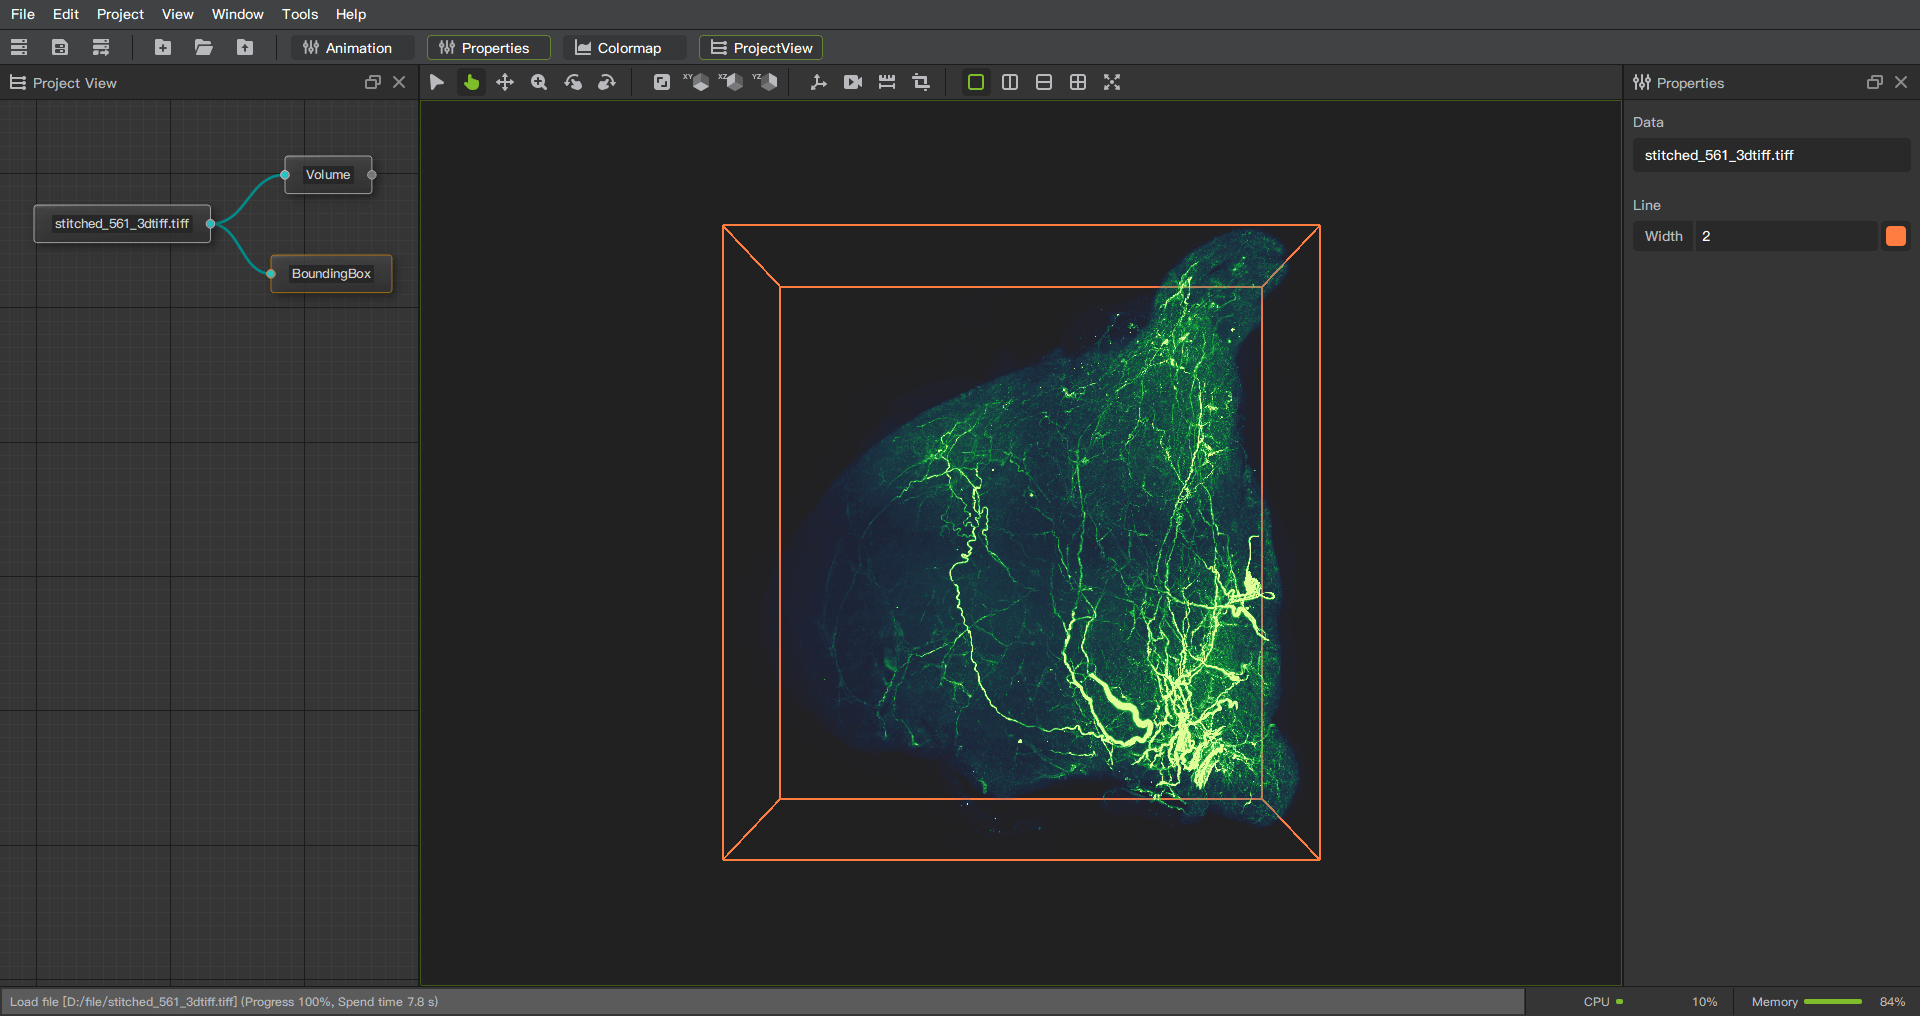 File Edit Project View Window Tools Help
Animation Properties Colormap ProjectView
Project View
XY XZ YZ
Properties
Data
stitched_561_3dtiff.tiff
Line
Width 2
Volume
stitched_561_3dtiff.tiff
BoundingBox
Load file [D:/file/stitched_561_3dtiff.tiff] (Progress 100%, Spend time 7.8 s)
CPU 10% Memory 84%